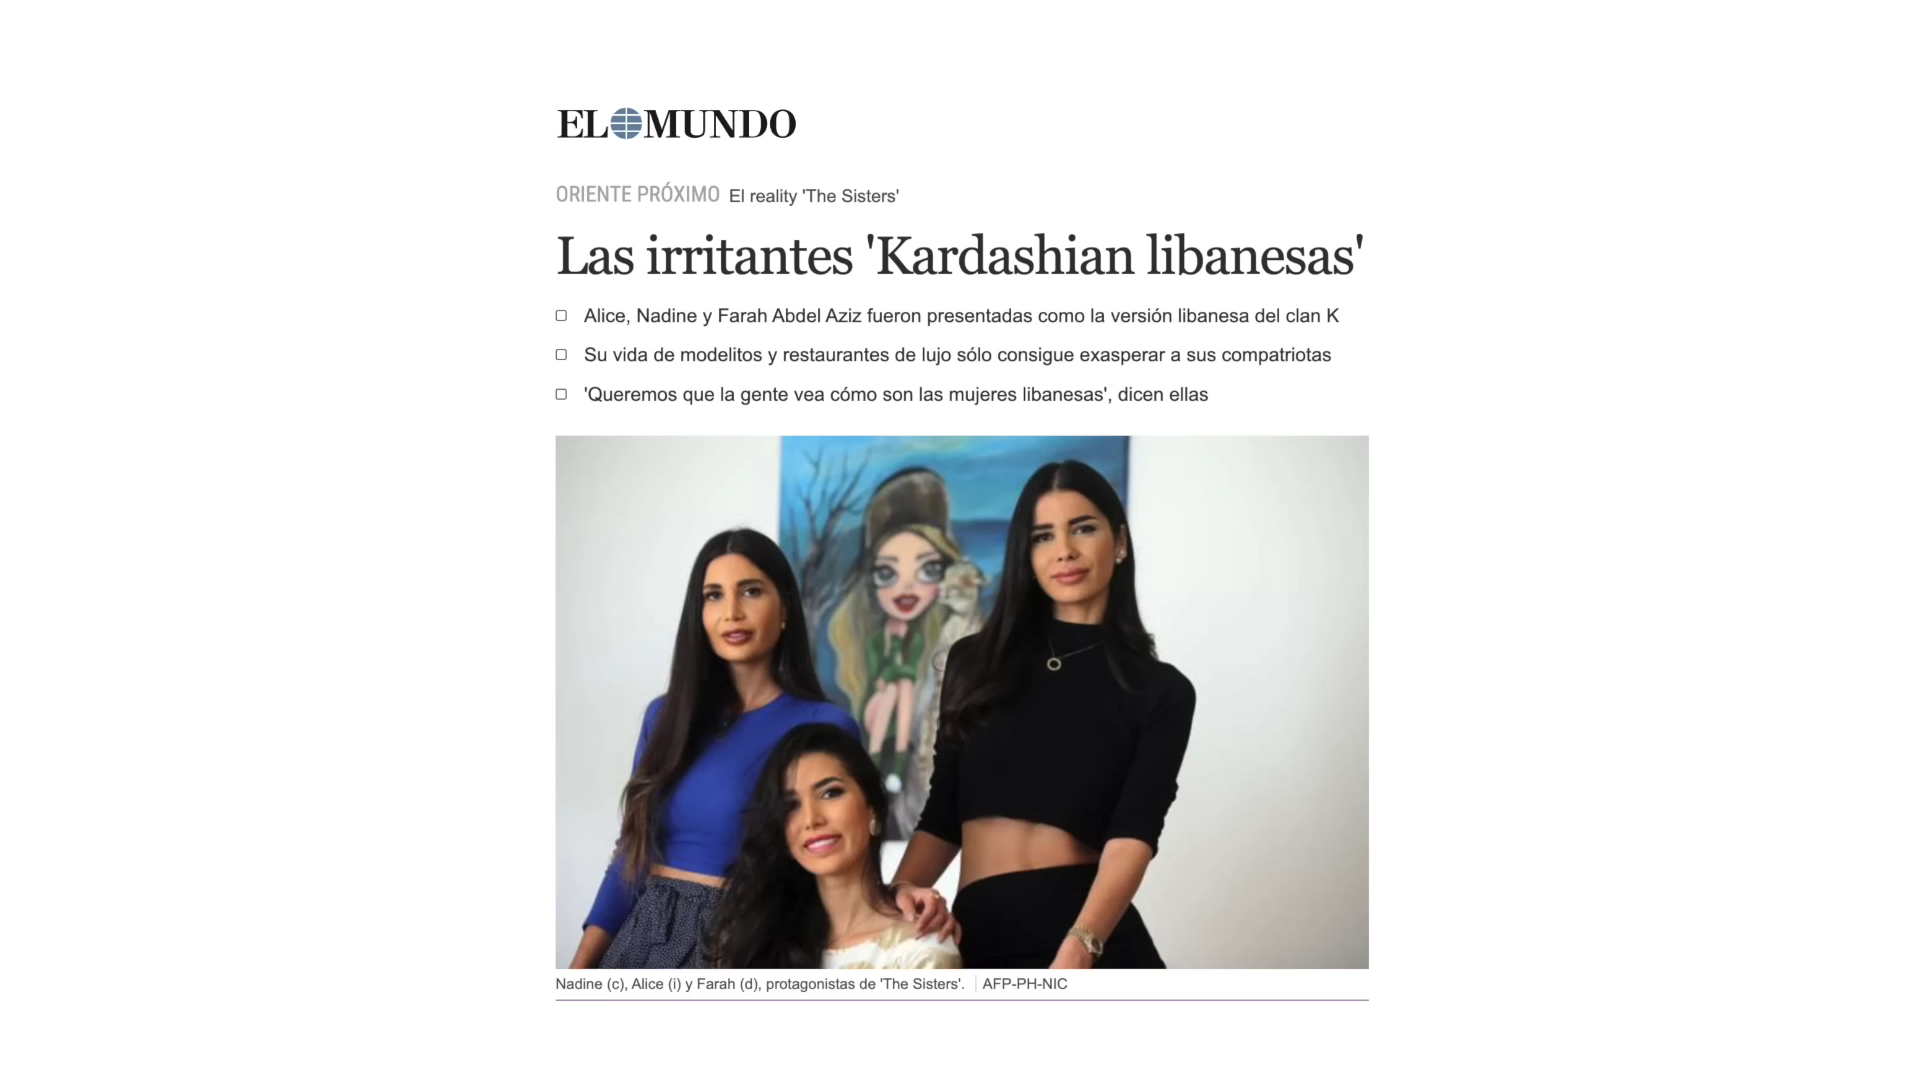 EL MUNDO
ORIENTE PRÓXIMO El reality 'The Sisters'
Las irritantes 'Kardashian libanesas'
Alice, Nadine y Farah Abdel Aziz fueron presentadas como la versión libanesa del clan K
Su vida de modelitos y restaurantes de lujo sólo consigue exasperar a sus compatriotas
'Queremos que la gente vea cómo son las mujeres libanesas', dicen ellas
Nadine (c), Alice (i) y Farah (d), protagonistas de 'The Sisters'. AFP-PH-NIC